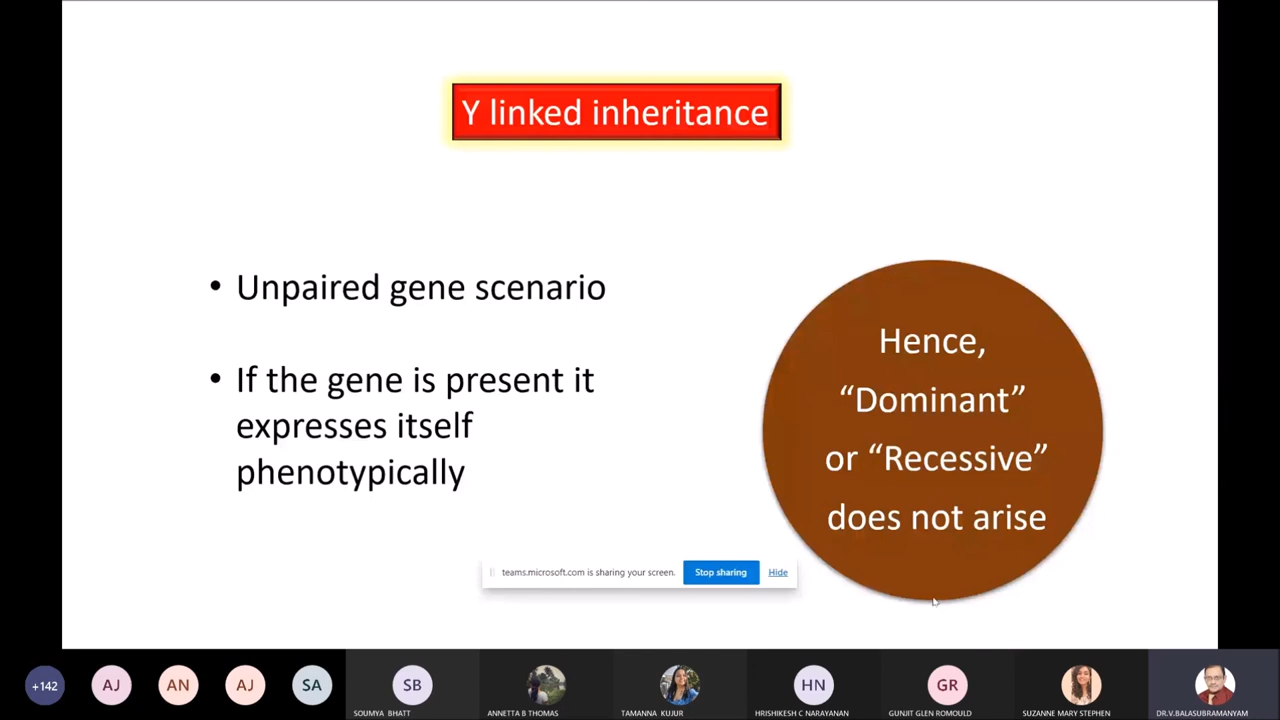 Y linked inheritance
• Unpaired gene scenario
• If the gene is present it
expresses itself
phenotypically
Hence,
“Dominant”
or “Recessive”
does not arise
teams.microsoft.com is sharing your screen. Stop sharing Hide
+142 AJ AN AJ SA SB HN GR
SOUMYA BHATT ANNETTA B THOMAS TAMANNA KUJUR HRISHIKESH C NARAYANAN GUNJIT GLEN ROMOULD SUZANNE MARY STEPHEN DR.V.BALASUBRAMANYAM